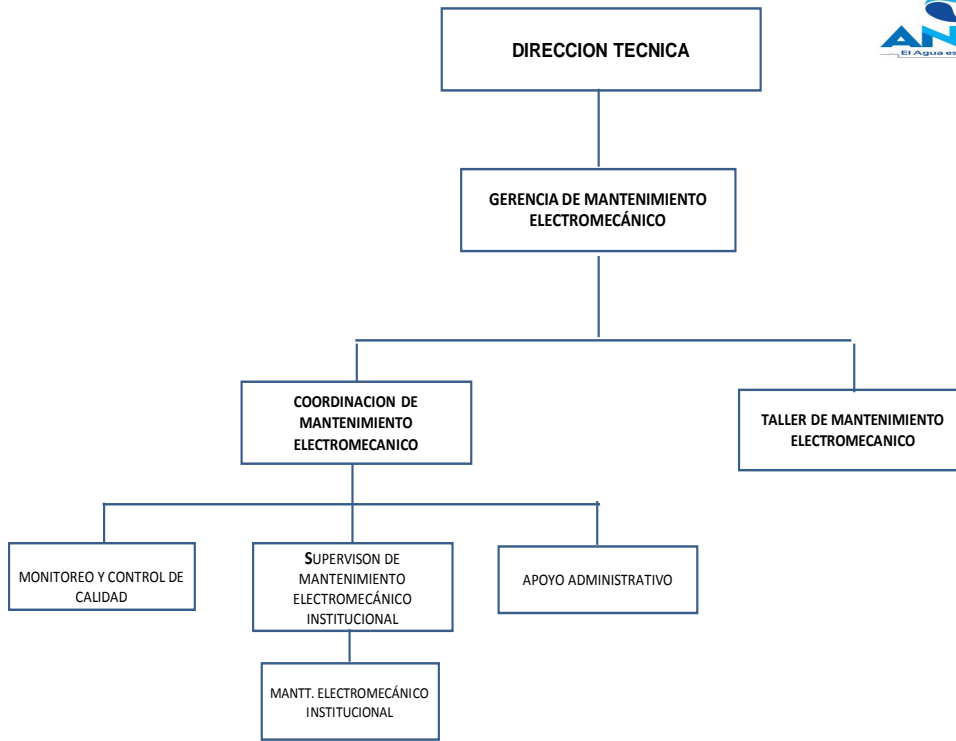 DIRECCION TECNICA
El Agua es
GERENCIA DE MANTENIMIENTO
ELECTROMECÁNICO
COORDINACION DE
MANTENIMIENTO
ELECTROMECANICO
TALLER DE MANTENIMIENTO
ELECTROMECANICO
MONITOREO Y CONTROL DE
CALIDAD
SUPERVISON DE
MANTENIMIENTO
ELECTROMECÁNICO
INSTITUCIONAL
APOYO ADMINISTRATIVO
MANTT. ELECTROMECÁNICO
INSTITUCIONAL